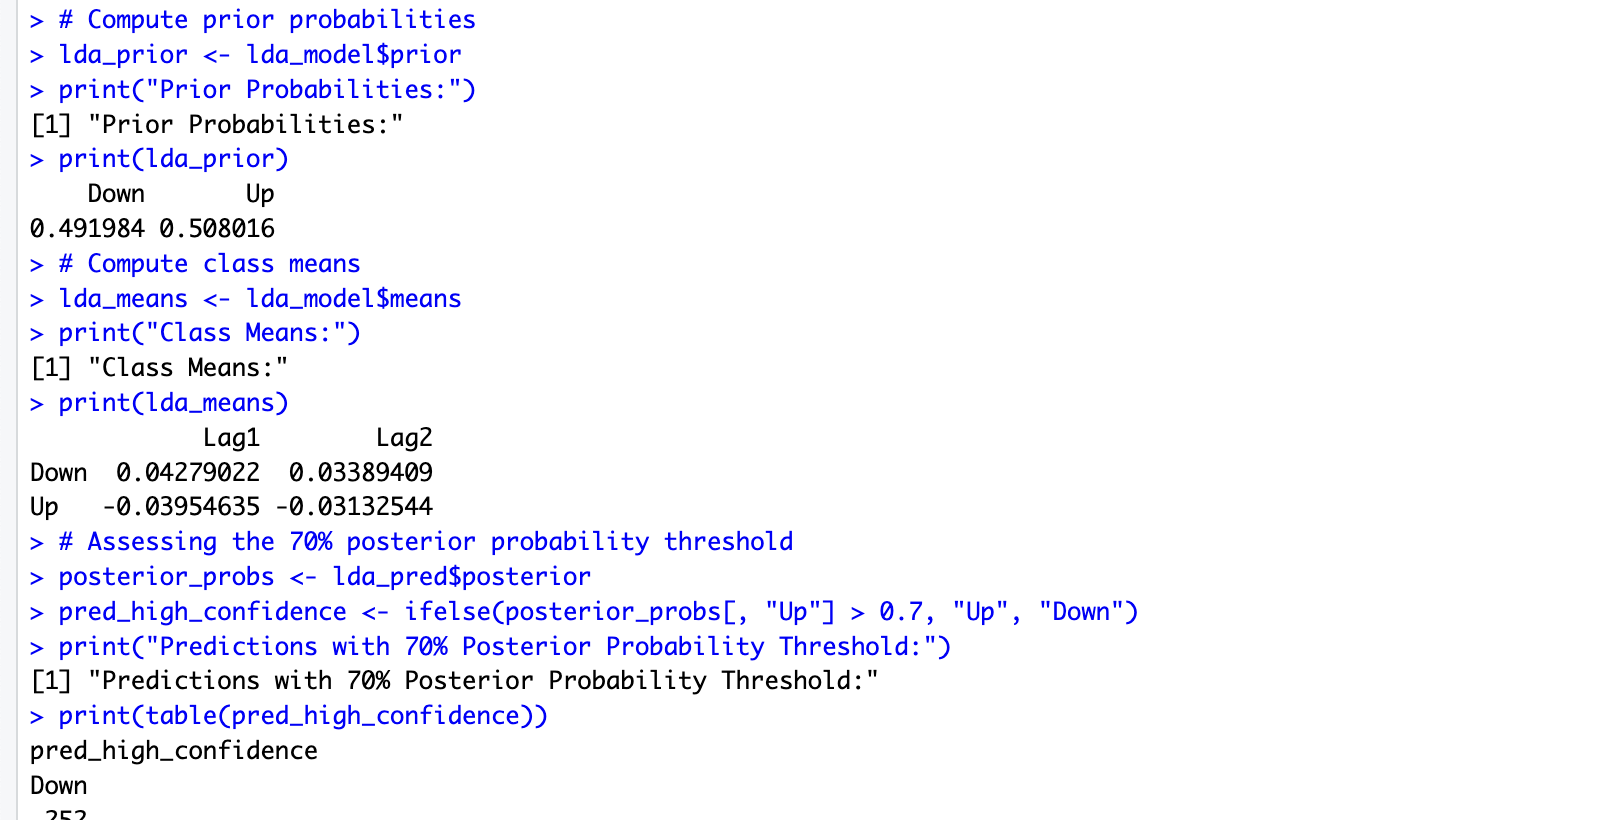 > # Compute prior probabilities
> lda_prior <- lda_model$prior
> print("Prior Probabilities:")
[1] "Prior Probabilities:"
> print(lda_prior)
    Down       Up
0.491984 0.508016
> # Compute class means
> lda_means <- lda_model$means
> print("Class Means:")
[1] "Class Means:"
> print(lda_means)
            Lag1        Lag2
Down  0.04279022  0.03389409
Up   -0.03954635 -0.03132544
> # Assessing the 70% posterior probability threshold
> posterior_probs <- lda_pred$posterior
> pred_high_confidence <- ifelse(posterior_probs[, "Up"] > 0.7, "Up", "Down")
> print("Predictions with 70% Posterior Probability Threshold:")
[1] "Predictions with 70% Posterior Probability Threshold:"
> print(table(pred_high_confidence))
pred_high_confidence
Down
 252